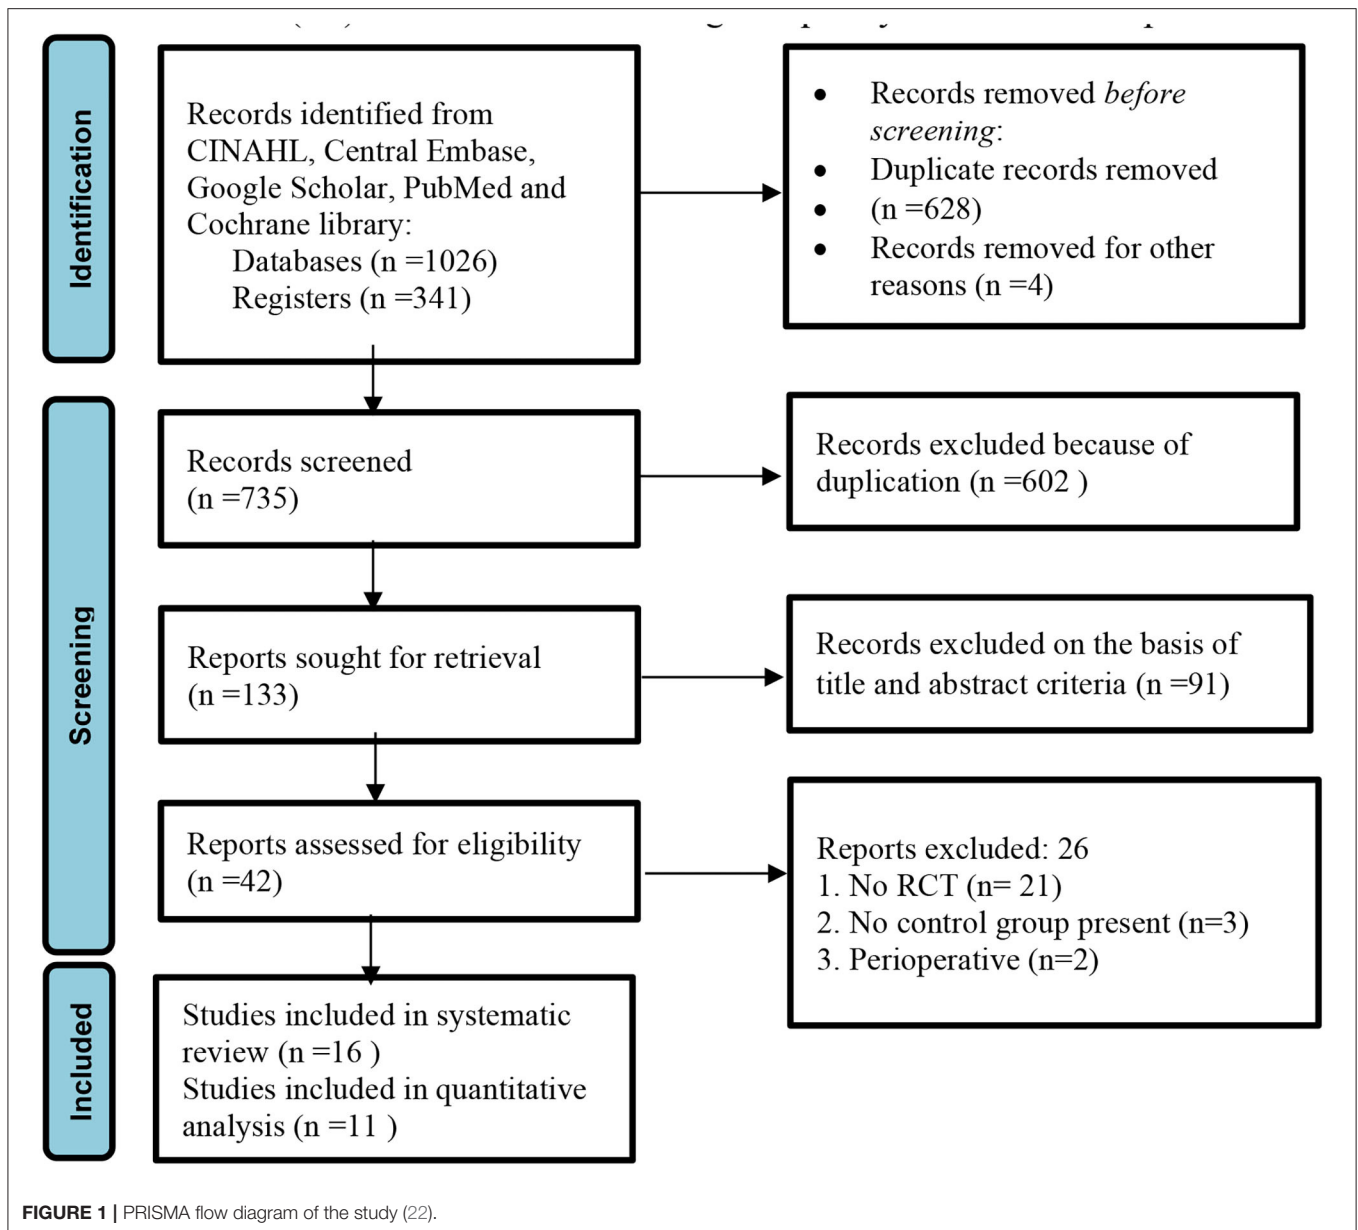 Identification
Records identified from
CINAHL, Central Embase,
Google Scholar, PubMed and
Cochrane library:
Databases (n =1026)
Registers (n =341)
• Records removed before
screening:
• Duplicate records removed
• (n =628)
• Records removed for other
reasons (n =4)
Screening
Records screened
(n =735)
Records excluded because of
duplication (n =602 )
Reports sought for retrieval
(n =133)
Records excluded on the basis of
title and abstract criteria (n =91)
Reports assessed for eligibility
(n =42)
Reports excluded: 26
1. No RCT (n= 21)
2. No control group present (n=3)
3. Perioperative (n=2)
Included
Studies included in systematic
review (n =16 )
Studies included in quantitative
analysis (n =11 )
FIGURE 1 | PRISMA flow diagram of the study (22).